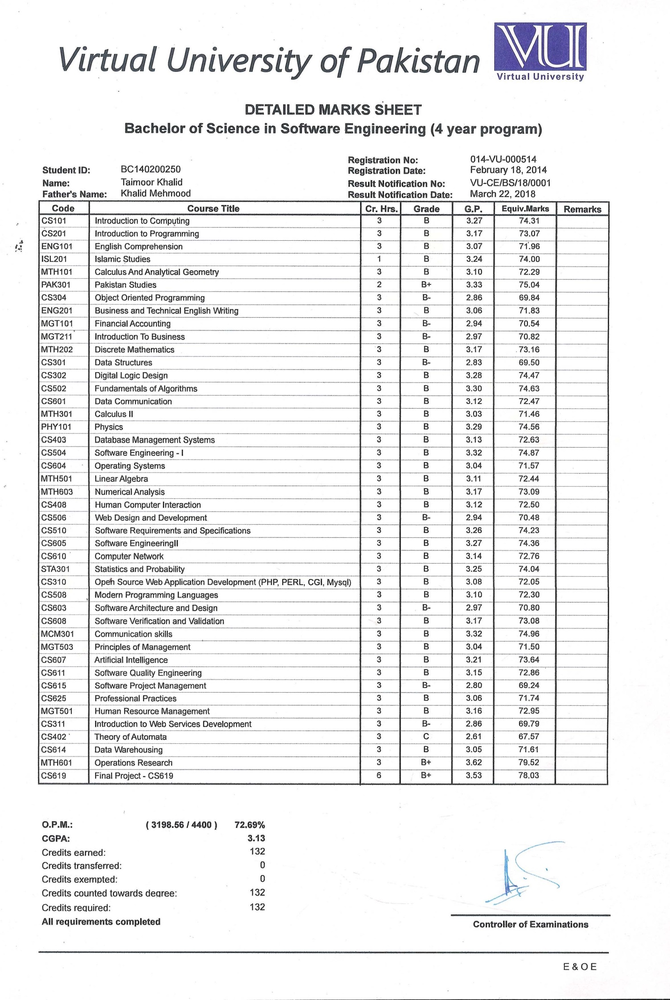 Virtual University of Pakistan
VU
Virtual University
DETAILED MARKS SHEET
Bachelor of Science in Software Engineering (4 year program)
Student ID: BC140200250
Name: Taimoor Khalid
Father's Name: Khalid Mehmood
Registration No: 014-VU-000514
Registration Date: February 18, 2014
Result Notification No: VU-CE/BS/18/0001
Result Notification Date: March 22, 2018
Code Course Title Cr. Hrs. Grade G.P. Equiv.Marks Remarks
CS101 Introduction to Computing 3 B 3.27 74.31
CS201 Introduction to Programming 3 B 3.17 73.07
ENG101 English Comprehension 3 B 3.07 71.96
ISL201 Islamic Studies 1 B 3.24 74.00
MTH101 Calculus And Analytical Geometry 3 B 3.10 72.29
PAK301 Pakistan Studies 2 B+ 3.33 75.04
CS304 Object Oriented Programming 3 B- 2.86 69.84
ENG201 Business and Technical English Writing 3 B 3.06 71.83
MGT101 Financial Accounting 3 B- 2.94 70.54
MGT211 Introduction To Business 3 B- 2.97 70.82
MTH202 Discrete Mathematics 3 B 3.17 73.16
CS301 Data Structures 3 B- 2.83 69.50
CS302 Digital Logic Design 3 B 3.28 74.47
CS502 Fundamentals of Algorithms 3 B 3.30 74.63
CS601 Data Communication 3 B 3.12 72.47
MTH301 Calculus II 3 B 3.03 71.46
PHY101 Physics 3 B 3.29 74.56
CS403 Database Management Systems 3 B 3.13 72.63
CS504 Software Engineering - I 3 B 3.32 74.87
CS604 Operating Systems 3 B 3.04 71.57
MTH501 Linear Algebra 3 B 3.11 72.44
MTH603 Numerical Analysis 3 B 3.17 73.09
CS408 Human Computer Interaction 3 B 3.12 72.50
CS506 Web Design and Development 3 B- 2.94 70.48
CS510 Software Requirements and Specifications 3 B 3.26 74.23
CS605 Software EngineeringII 3 B 3.27 74.36
CS610 Computer Network 3 B 3.14 72.76
STA301 Statistics and Probability 3 B 3.25 74.04
CS310 Open Source Web Application Development (PHP, PERL, CGI, Mysql) 3 B 3.08 72.05
CS508 Modern Programming Languages 3 B 3.10 72.30
CS603 Software Architecture and Design 3 B- 2.97 70.80
CS608 Software Verification and Validation 3 B 3.17 73.08
MCM301 Communication skills 3 B 3.32 74.96
MGT503 Principles of Management 3 B 3.04 71.50
CS607 Artificial Intelligence 3 B 3.21 73.64
CS611 Software Quality Engineering 3 B 3.15 72.86
CS615 Software Project Management 3 B- 2.80 69.24
CS625 Professional Practices 3 B 3.06 71.74
MGT501 Human Resource Management 3 B 3.16 72.95
CS311 Introduction to Web Services Development 3 B- 2.86 69.79
CS402 Theory of Automata 3 C 2.61 67.57
CS614 Data Warehousing 3 B 3.05 71.61
MTH601 Operations Research 3 B+ 3.62 79.52
CS619 Final Project - CS619 6 B+ 3.53 78.03
O.P.M.: ( 3198.56 / 4400 ) 72.69%
CGPA: 3.13
Credits earned: 132
Credits transferred: 0
Credits exempted: 0
Credits counted towards degree: 132
Credits required: 132
All requirements completed
Controller of Examinations
E & O E